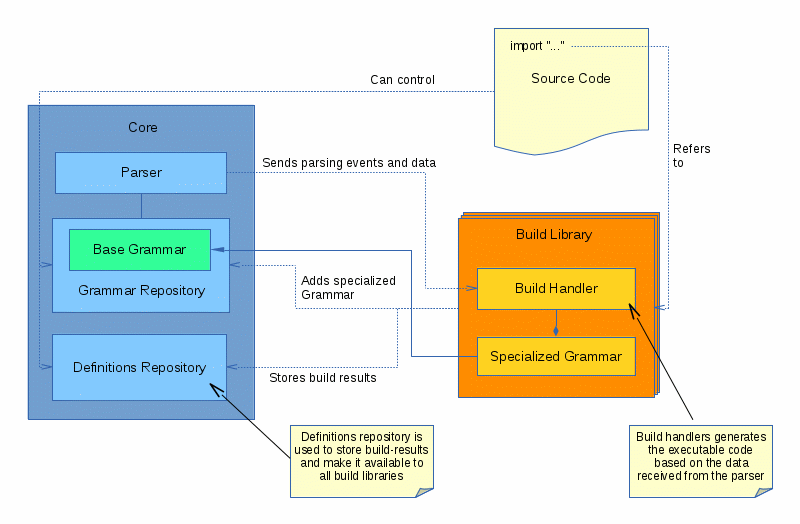 import "..."
Source Code
Can control
Core
Refers
to
Parser
Sends parsing events and data
Build Library
Base Grammar
Grammar Repository
Adds specialized
Grammar
Build Handler
Definitions Repository
Specialized Grammar
Stores build results
Definitions repository is
used to store build-results
and make it available to
all build libraries
Build handlers generates
the executable code
based on the data
received from the parser